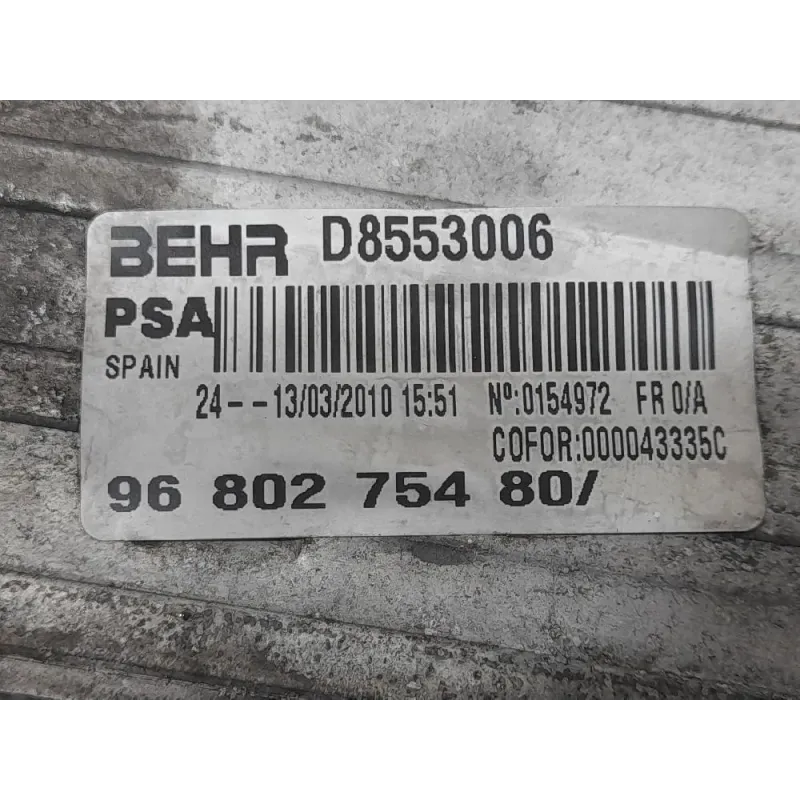 BEHR D8553006
PSA
SPAIN
24--13/03/2010 15:51 Nº:0154972 FR 0/A
COFOR:000043335C
96 802 754 80/